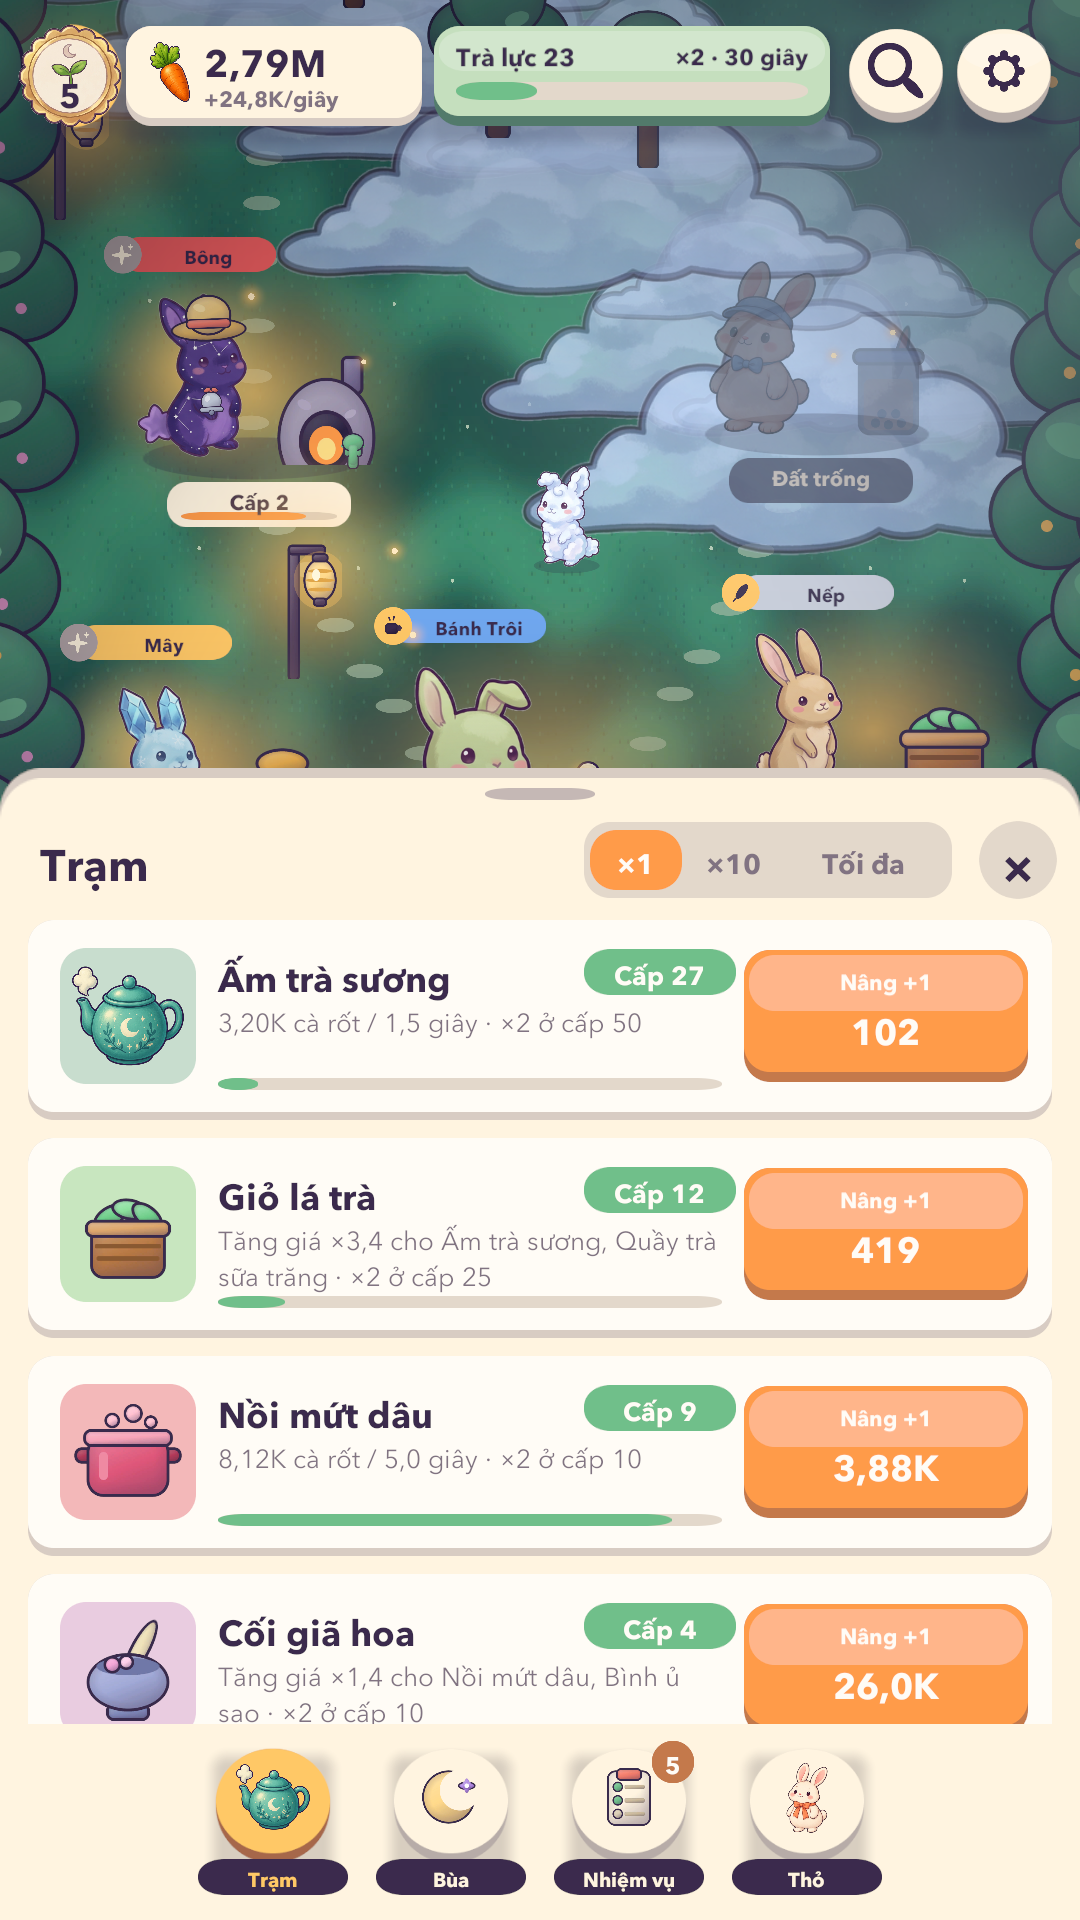 5
2,79M
+24,8K/giây
Trà lực 23
×2 · 30 giây
Bông
Cấp 2
Đất trống
Nếp
Bánh Trôi
Mây
Trạm
×1
×10
Tối đa
×
Ấm trà sương
Cấp 27
3,20K cà rốt / 1,5 giây · ×2 ở cấp 50
Nâng +1
102
Giỏ lá trà
Cấp 12
Tăng giá ×3,4 cho Ấm trà sương, Quầy trà
sữa trăng · ×2 ở cấp 25
Nâng +1
419
Nồi mứt dâu
Cấp 9
8,12K cà rốt / 5,0 giây · ×2 ở cấp 10
Nâng +1
3,88K
Cối giã hoa
Cấp 4
Tăng giá ×1,4 cho Nồi mứt dâu, Bình ủ
sao · ×2 ở cấp 10
Nâng +1
26,0K
5
Trạm
Bùa
Nhiệm vụ
Thỏ